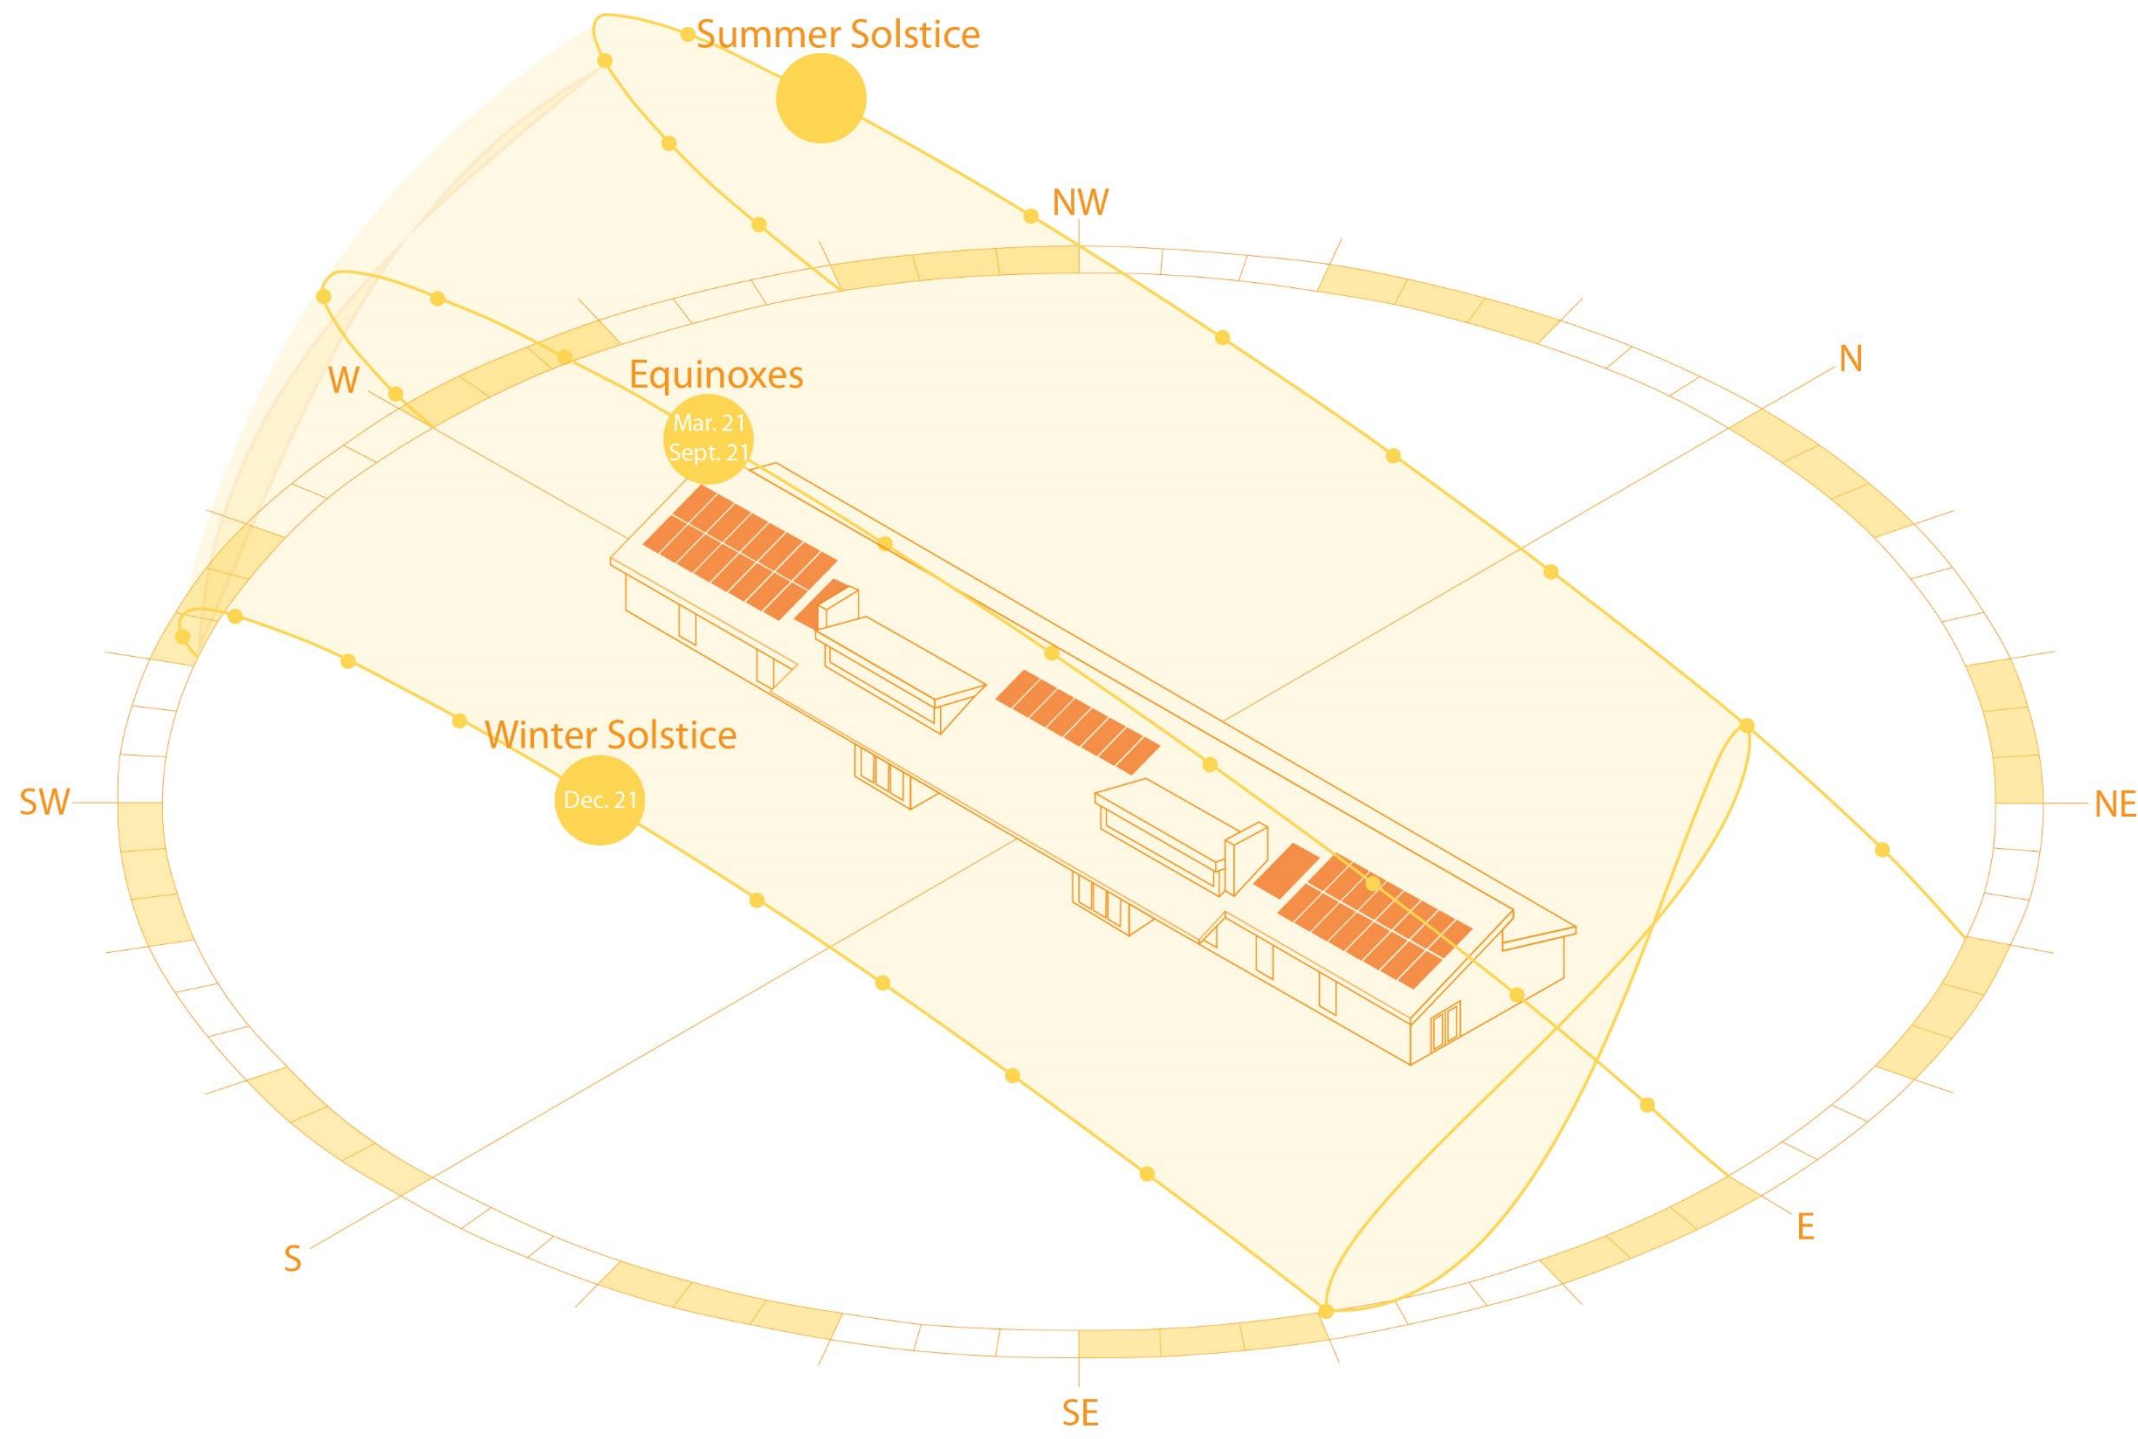 Summer Solstice
NW
N
W
Equinoxes
Mar. 21
Sept. 21
Winter Solstice
Dec. 21
SW
NE
E
S
SE